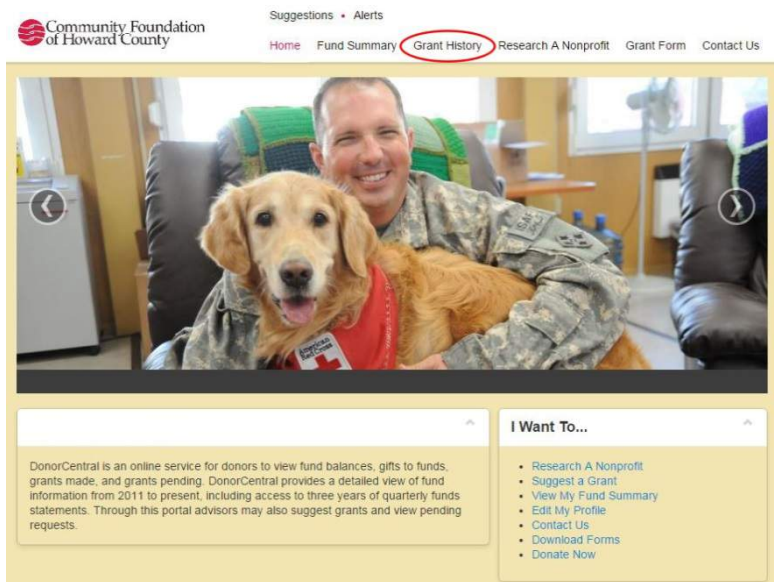 Community Foundation
of Howard County
Suggestions • Alerts
Home Fund Summary Grant History Research A Nonprofit Grant Form Contact Us
American
Red Cross
DonorCentral is an online service for donors to view fund balances, gifts to funds,
grants made, and grants pending. DonorCentral provides a detailed view of fund
information from 2011 to present, including access to three years of quarterly funds
statements. Through this portal advisors may also suggest grants and view pending
requests.
I Want To...
• Research A Nonprofit
• Suggest a Grant
• View My Fund Summary
• Edit My Profile
• Contact Us
• Download Forms
• Donate Now